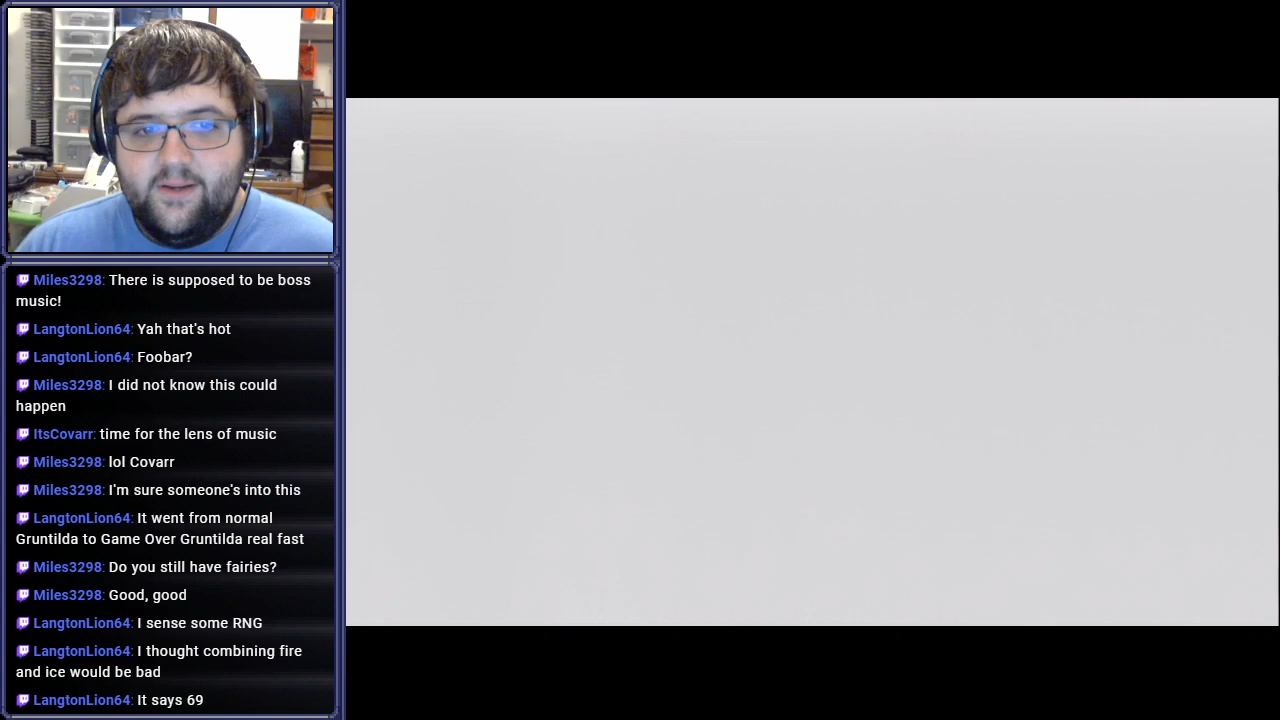 Miles3298: There is supposed to be boss
music!
LangtonLion64: Yah that's hot
LangtonLion64: Foobar?
Miles3298: I did not know this could
happen
ItsCovarr: time for the lens of music
Miles3298: lol Covarr
Miles3298: I'm sure someone's into this
LangtonLion64: It went from normal
Gruntilda to Game Over Gruntilda real fast
Miles3298: Do you still have fairies?
Miles3298: Good, good
LangtonLion64: I sense some RNG
LangtonLion64: I thought combining fire
and ice would be bad
LangtonLion64: It says 69